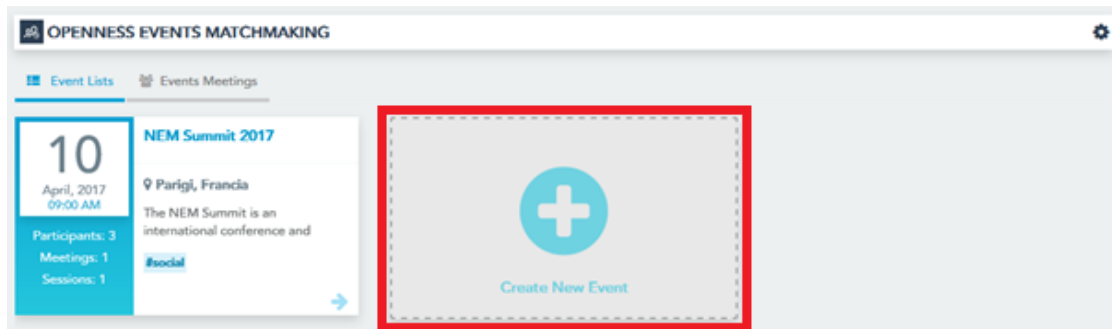 OPENNESS EVENTS MATCHMAKING
Event Lists
Events Meetings
10
April, 2017
09:00 AM
Participants: 3
Meetings: 1
Sessions: 1
NEM Summit 2017
Parigi, Francia
The NEM Summit is an
international conference and
#social
Create New Event